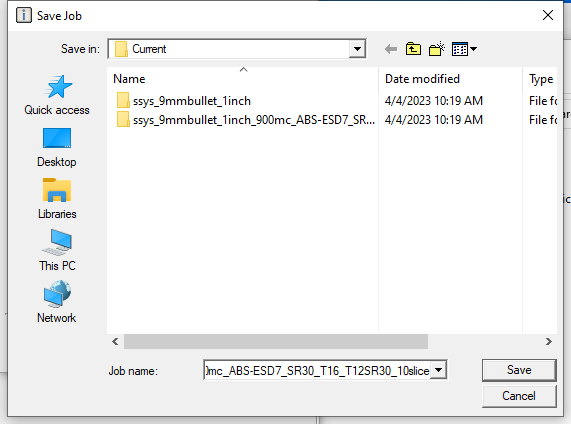 Save Job
Save in: Current
Name Date modified Type
ssys_9mmbullet_1inch 4/4/2023 10:19 AM File fo
ssys_9mmbullet_1inch_900mc_ABS-ESD7_SR... 4/4/2023 10:19 AM File fo
Quick access
Desktop
Libraries
This PC
Network
Job name: mc_ABS-ESD7_SR30_T16_T12SR30_10slice Save
Cancel